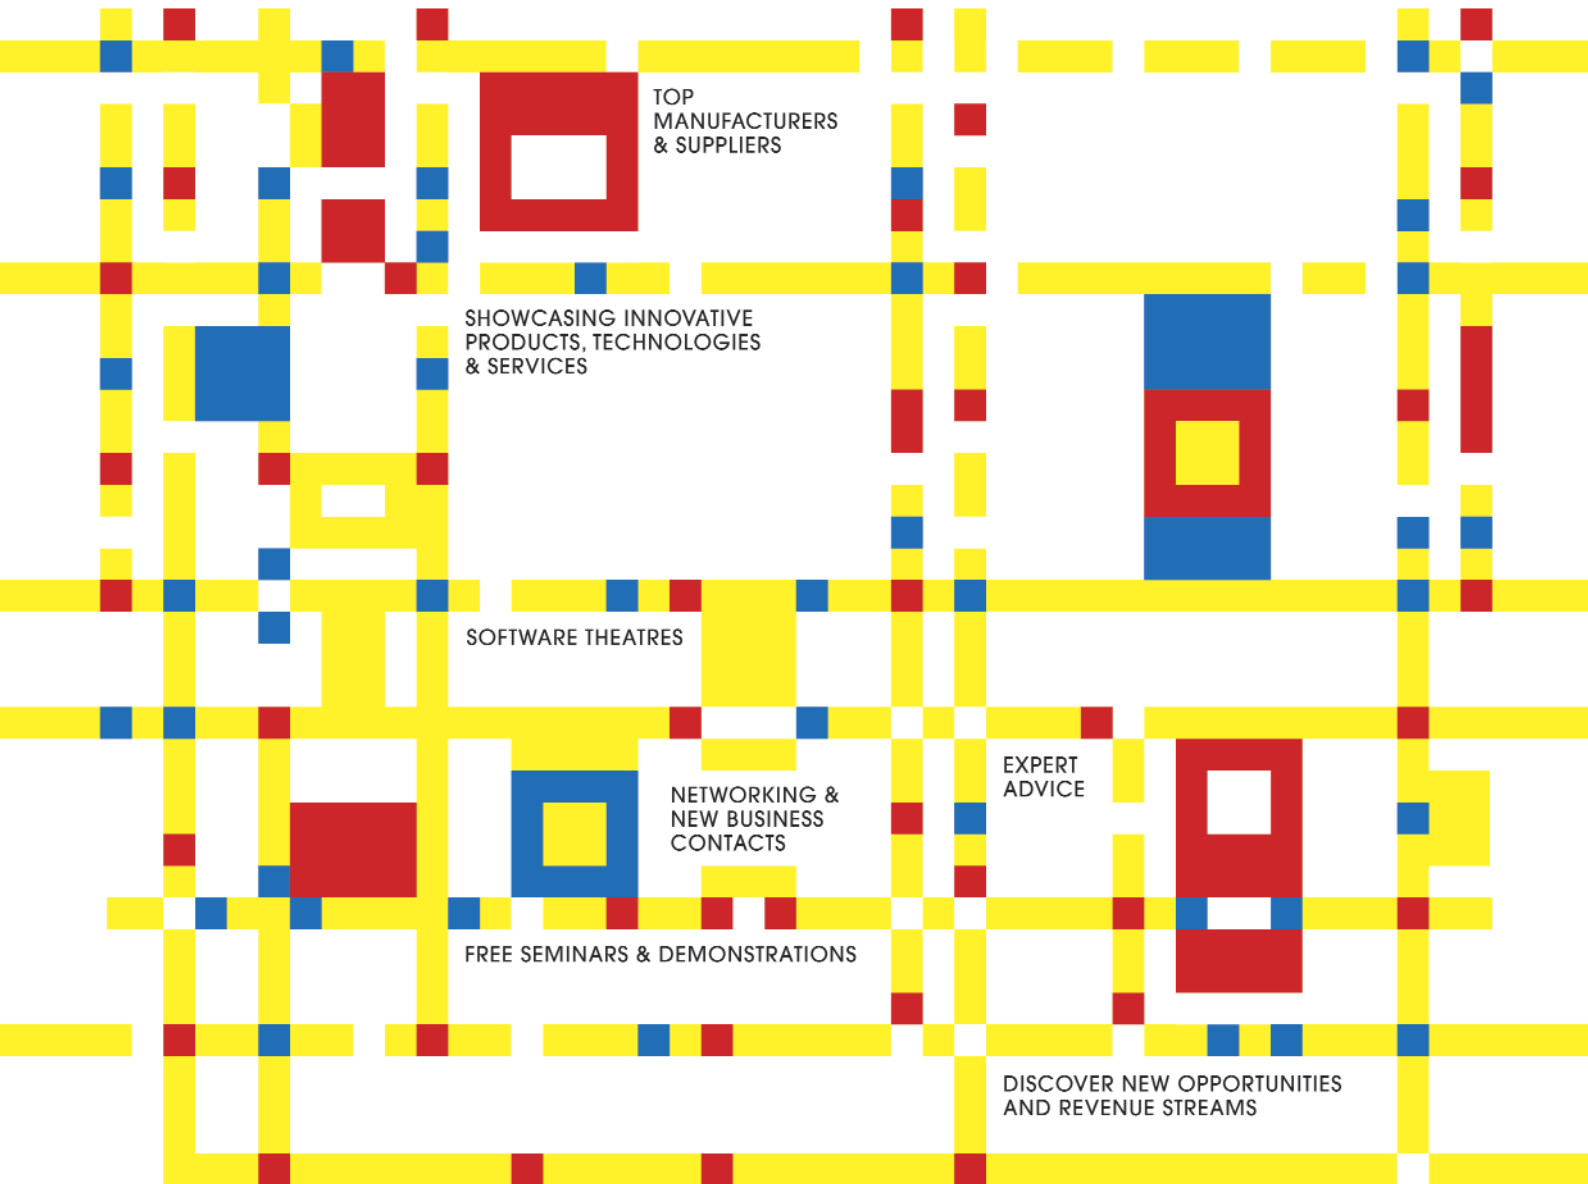 TOP
MANUFACTURERS
& SUPPLIERS
SHOWCASING INNOVATIVE
PRODUCTS, TECHNOLOGIES
& SERVICES
SOFTWARE THEATRES
EXPERT
ADVICE
NETWORKING &
NEW BUSINESS
CONTACTS
FREE SEMINARS & DEMONSTRATIONS
DISCOVER NEW OPPORTUNITIES
AND REVENUE STREAMS